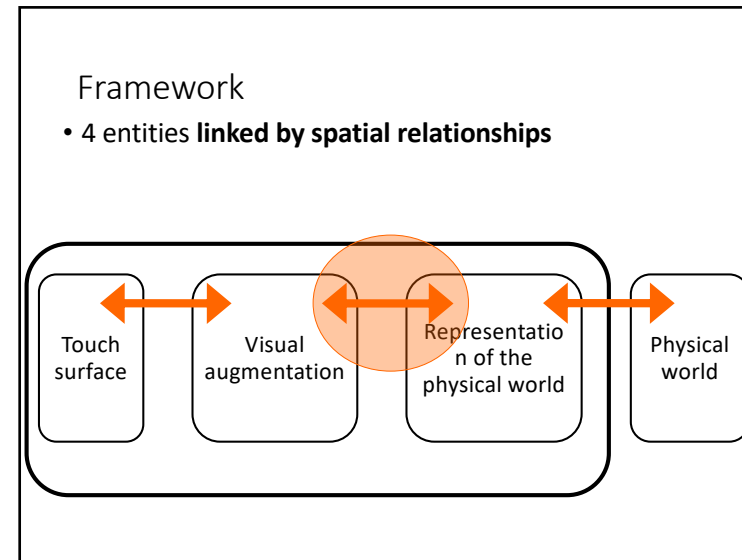 Framework
• 4 entities linked by spatial relationships
Touch
surface
Visual
augmentation
Representatio
n of the
physical world
Physical
world